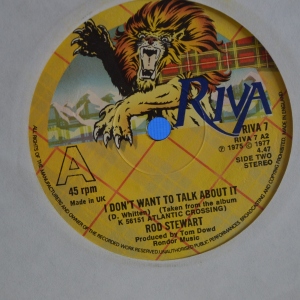 RIVA
RIVA 7
RIVA 7 A2
℗ 1975 © 1977
4.47
SIDE TWO
STEREO
A
45 rpm
Made in UK
I DON'T WANT TO TALK ABOUT IT
(D. Whitten) (Taken from the album
K 56151 ATLANTIC CROSSING)
ROD STEWART
Produced by Tom Dowd
Rondor Music